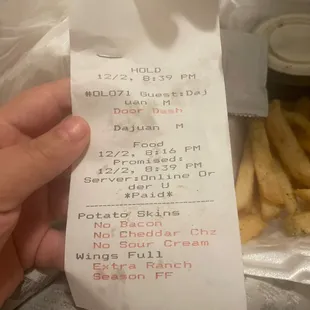 HOLD
12/2, 8:39 PM
#OLO71 Guest:Daj
uan M
Door Dash
Dajuan M
Food
12/2, 8:16 PM
Promised:
12/2, 8:39 PM
Server:Online Or
der U
*Paid*
Potato Skins
No Bacon
No Cheddar Chz
No Sour Cream
Wings Full
Extra Ranch
Season FF